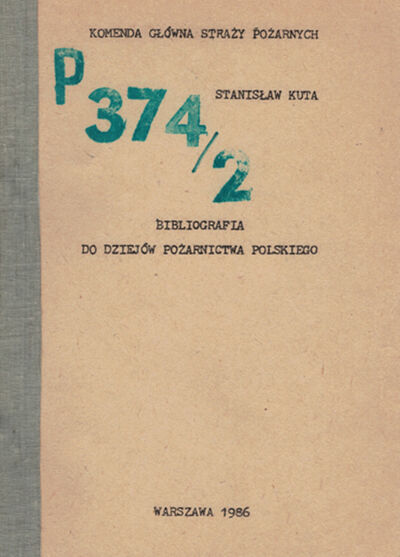 KOMENDA GŁÓWNA STRAŻY POŻARNYCH
STANISŁAW KUTA
P 374/2
BIBLIOGRAFIA
DO DZIEJÓW POŻARNICTWA POLSKIEGO
WARSZAWA 1986